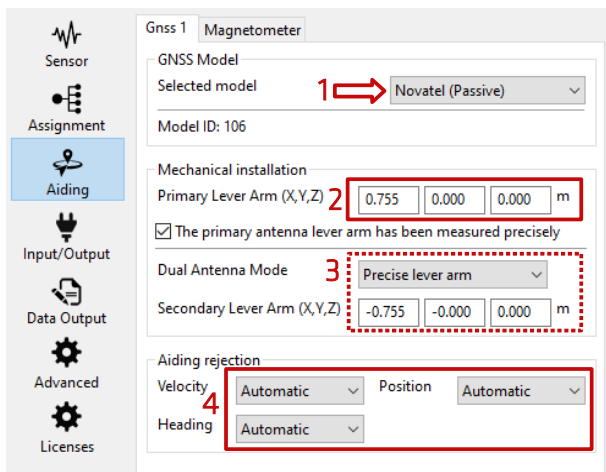 Gnss 1 Magnetometer
Sensor
Assignment
Aiding
Input/Output
Data Output
Advanced
Licenses
GNSS Model
Selected model 1 Novatel (Passive)
Model ID: 106
Mechanical installation
Primary Lever Arm (X,Y,Z) 2 0.755 0.000 0.000 m
The primary antenna lever arm has been measured precisely
Dual Antenna Mode 3 Precise lever arm
Secondary Lever Arm (X,Y,Z) -0.755 -0.000 0.000 m
Aiding rejection
Velocity Automatic Position Automatic
4
Heading Automatic